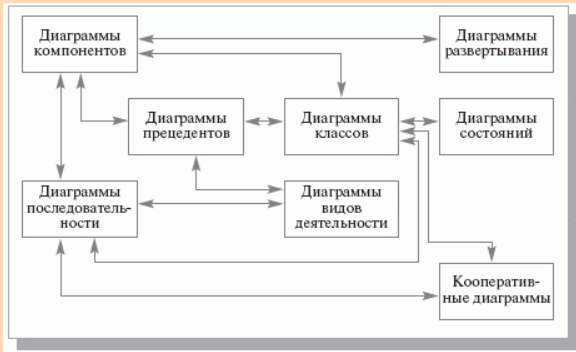 Диаграммы
компонентов
Диаграммы
развертывания
Диаграммы
прецедентов
Диаграммы
классов
Диаграммы
состояний
Диаграммы
последователь-
ности
Диаграммы
видов
деятельности
Кооператив-
ные диаграммы